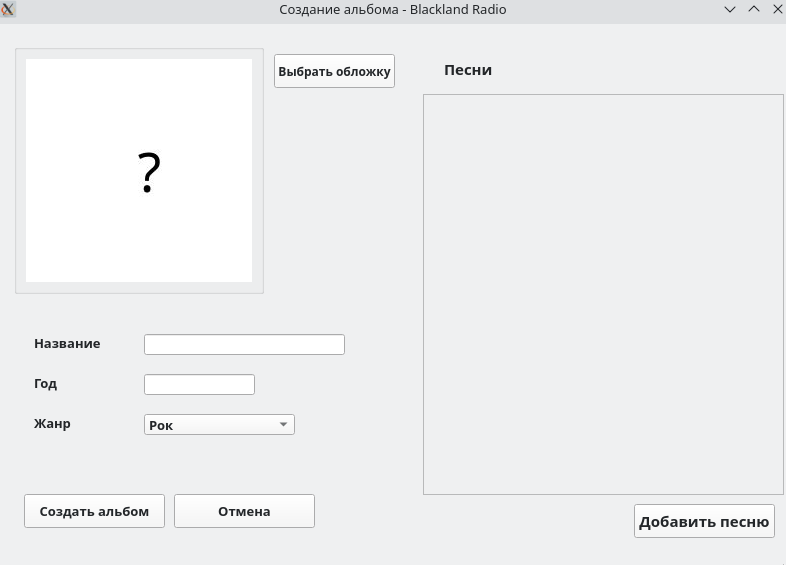 Создание альбома - Blackland Radio
?
Выбрать обложку
Песни
Название
Год
Жанр
Рок
Создать альбом
Отмена
Добавить песню